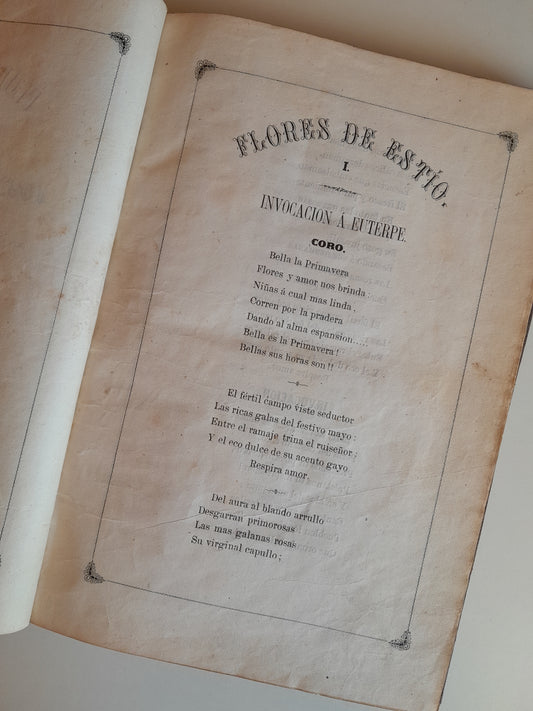 FLORES DE ESTÍO.
I.
INVOCACION Á EUTERPE.
CORO.
Bella la Primavera
Flores y amor nos brinda
Niñas á cual mas linda,
Corren por la pradera
Dando al alma espansion....
Bella es la Primavera!
Bellas sus horas son!!
El fértil campo viste seductor
Las ricas galas del festivo mayo:
Entre el ramaje trina el ruiseñor;
Y el eco dulce de su acento gayo
Respira amor.
Del aura al blando arrullo
Desgarran primorosas
Las mas galanas rosas
Su virginal capullo;